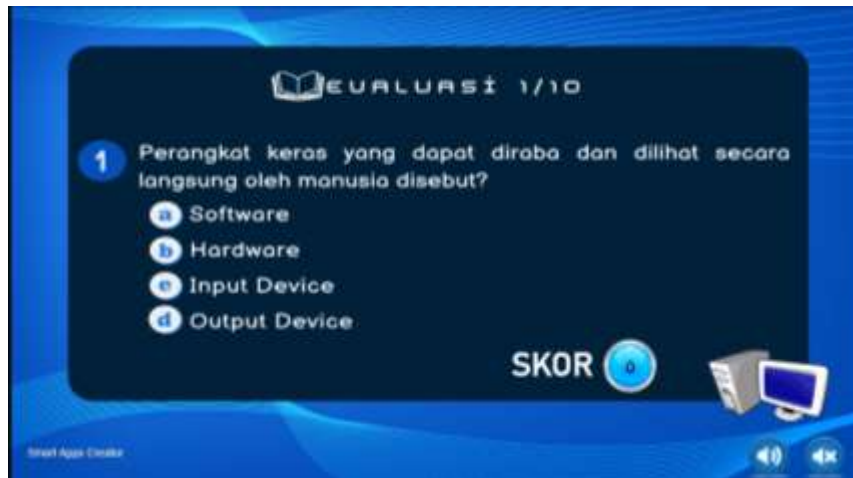 EVALUASI 1/10
1 Perangkat keras yang dapat diraba dan dilihat secara
langsung oleh manusia disebut?
a Software
b Hardware
c Input Device
d Output Device
SKOR 0
Smart Apps Creator